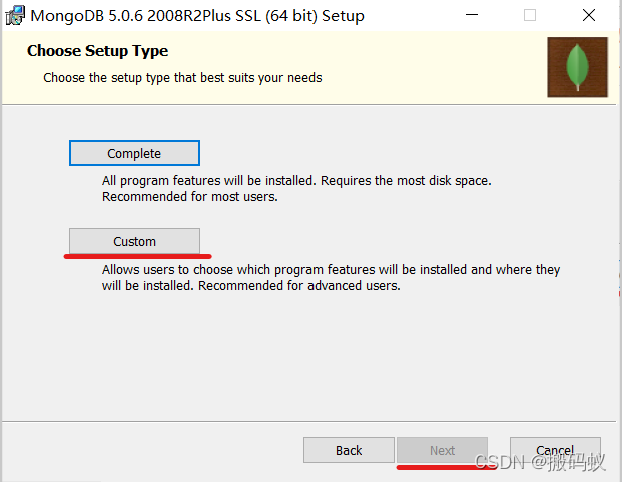 MongoDB 5.0.6 2008R2Plus SSL (64 bit) Setup
Choose Setup Type
Choose the setup type that best suits your needs
Complete
All program features will be installed. Requires the most disk space.
Recommended for most users.
Custom
Allows users to choose which program features will be installed and where they
will be installed. Recommended for advanced users.
Back
Next
Cancel
CSDN @搬码蚁